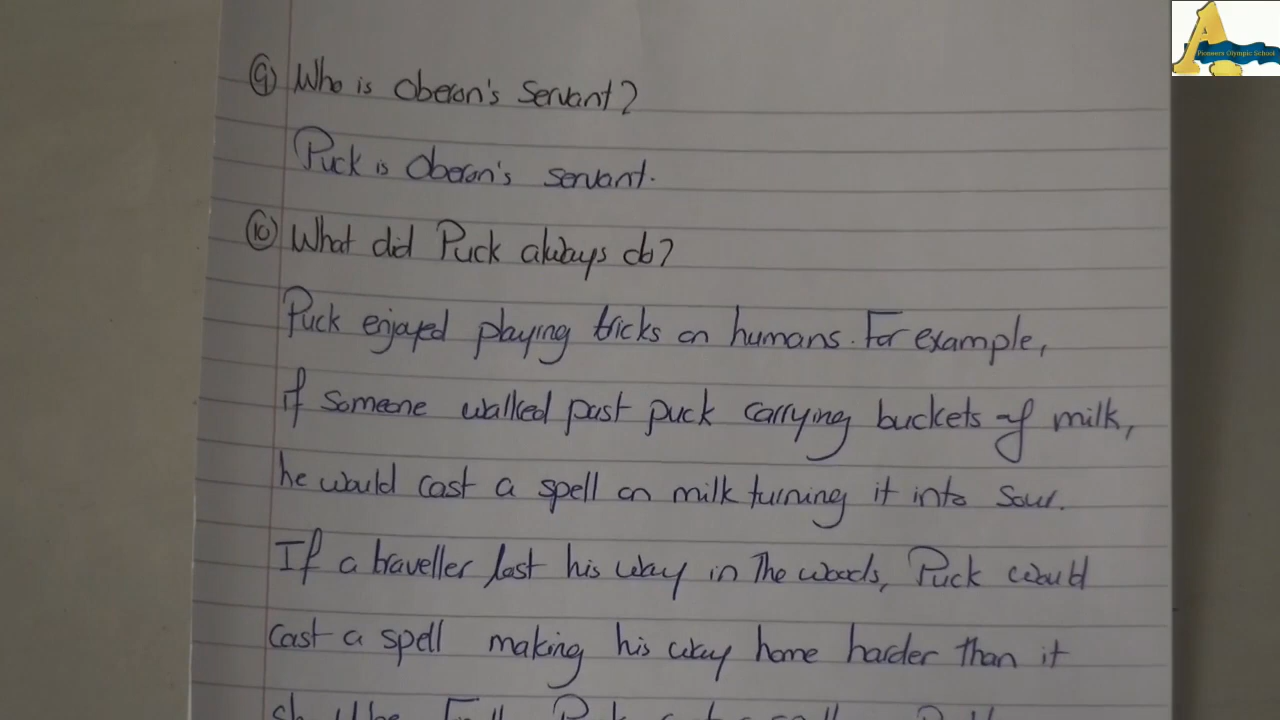 Pioneers Olympic School
⑨ Who is Oberon's servant?
Puck is Oberon's servant.
⑩ What did Puck always do?
Puck enjoyed playing tricks on humans. For example,
if someone walked past puck carrying buckets of milk,
he would cast a spell on milk turning it into sour.
If a traveller lost his way in the woods, Puck would
cast a spell making his way home harder than it